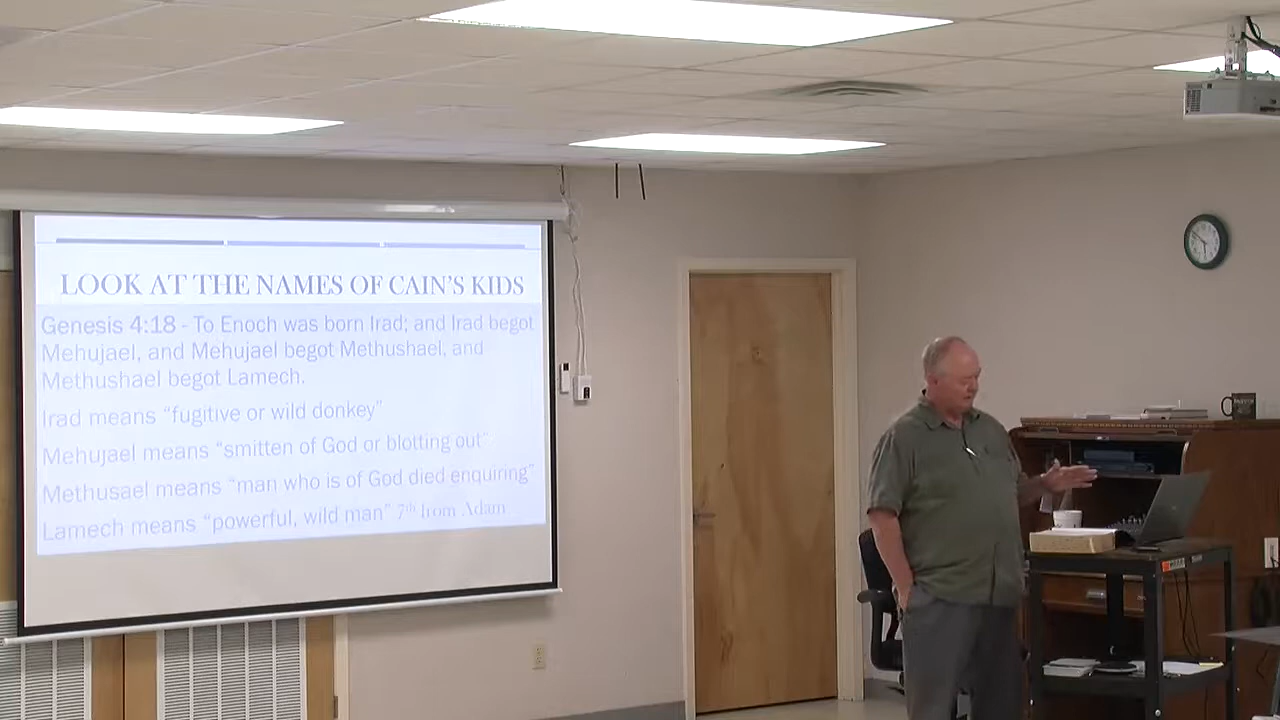 LOOK AT THE NAMES OF CAIN'S KIDS
Genesis 4:18 - To Enoch was born Irad; and Irad begot
Mehujael, and Mehujael begot Methushael, and
Methushael begot Lamech.
Irad means “fugitive or wild donkey”
Mehujael means “smitten of God or blotting out”
Methusael means “man who is of God died enquiring”
Lamech means “powerful, wild man” 7th from Adam